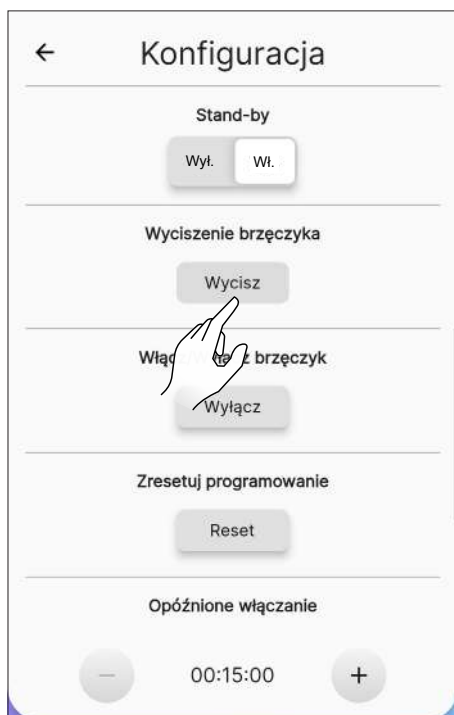 Konfiguracja
Stand-by
Wył. Wł.
Wyciszenie brzęczyka
Wycisz
brzęczyk
Wyłącz
Zresetuj programowanie
Reset
Opóźnione włączanie
− 00:15:00 +